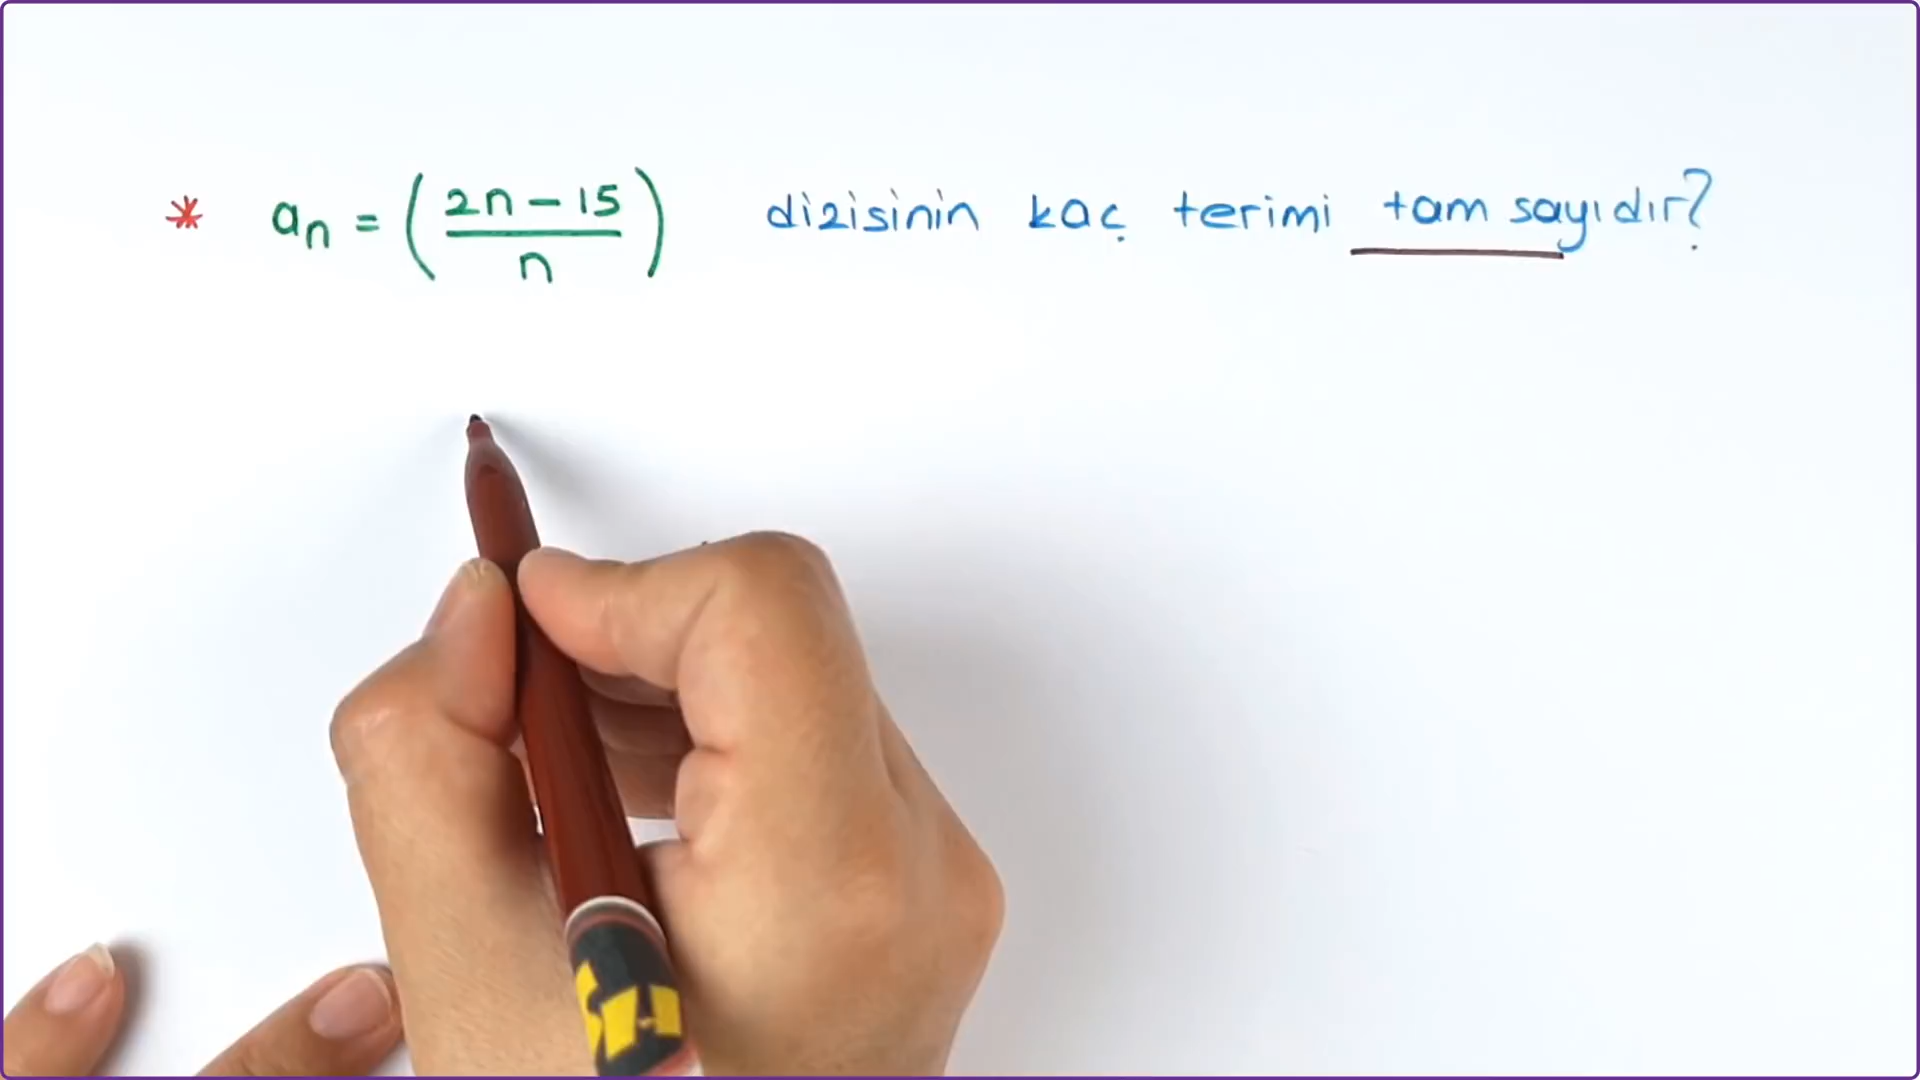 * aₙ = ( (2n - 15) / n ) dizisinin kaç terimi tam sayıdır?